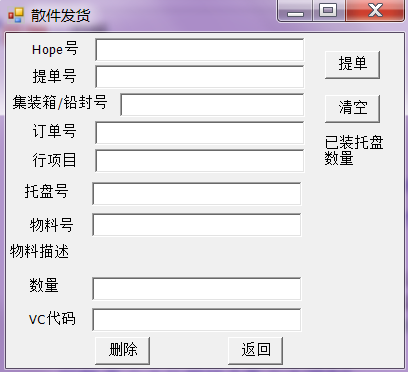 散件发货
Hope号
提单
提单号
集装箱/铅封号
清空
订单号
已装托盘
数量
行项目
托盘号
物料号
物料描述
数量
VC代码
删除
返回